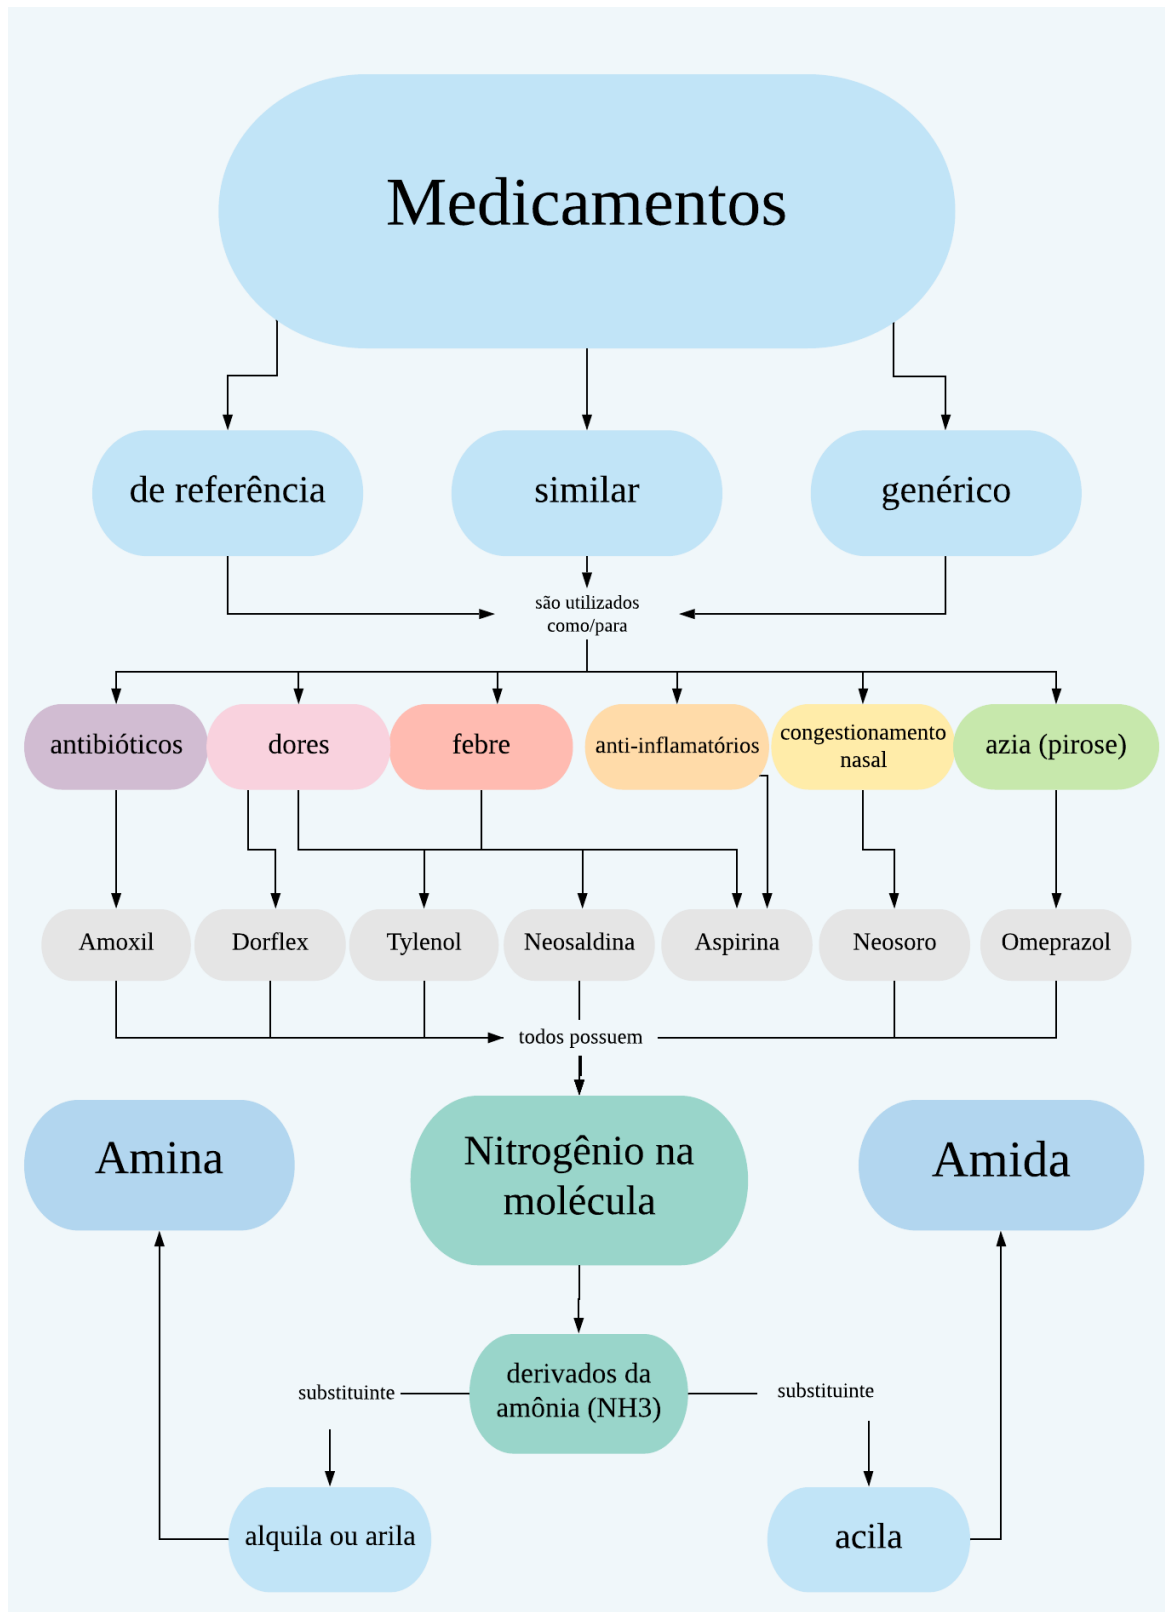 Medicamentos
de referência
similar
genérico
são utilizados
como/para
antibióticos
dores
febre
anti-inflamatórios
congestionamento
nasal
azia (pirose)
Amoxil
Dorflex
Tylenol
Neosaldina
Aspirina
Neosoro
Omeprazol
todos possuem
Amina
Nitrogênio na
molécula
Amida
derivados da
amônia (NH3)
substituinte
substituinte
alquila ou arila
acila